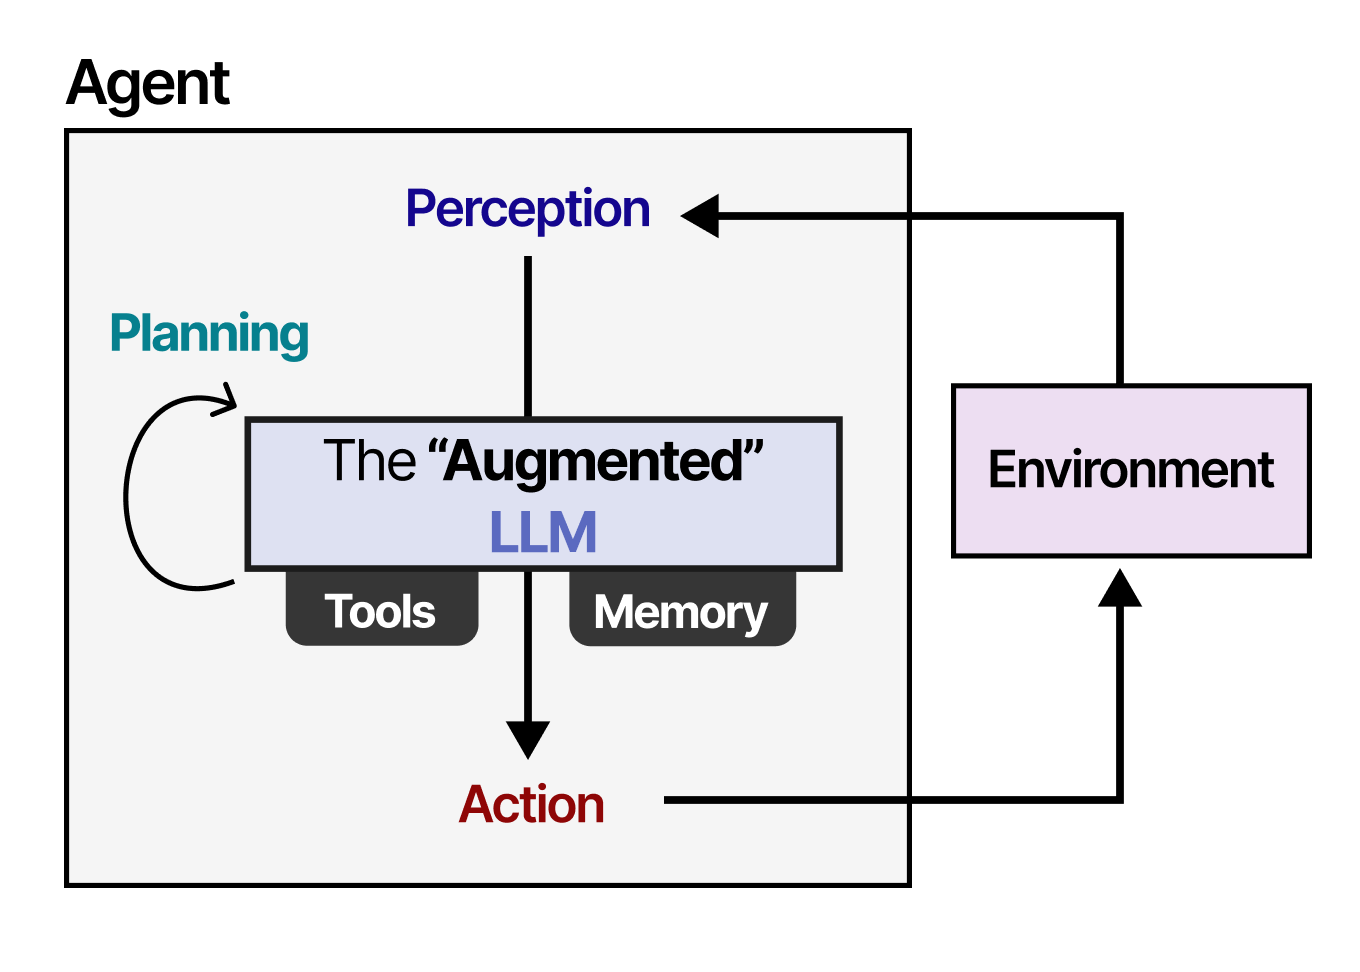 Agent
Perception
Planning
The “Augmented”
LLM
Tools
Memory
Action
Environment